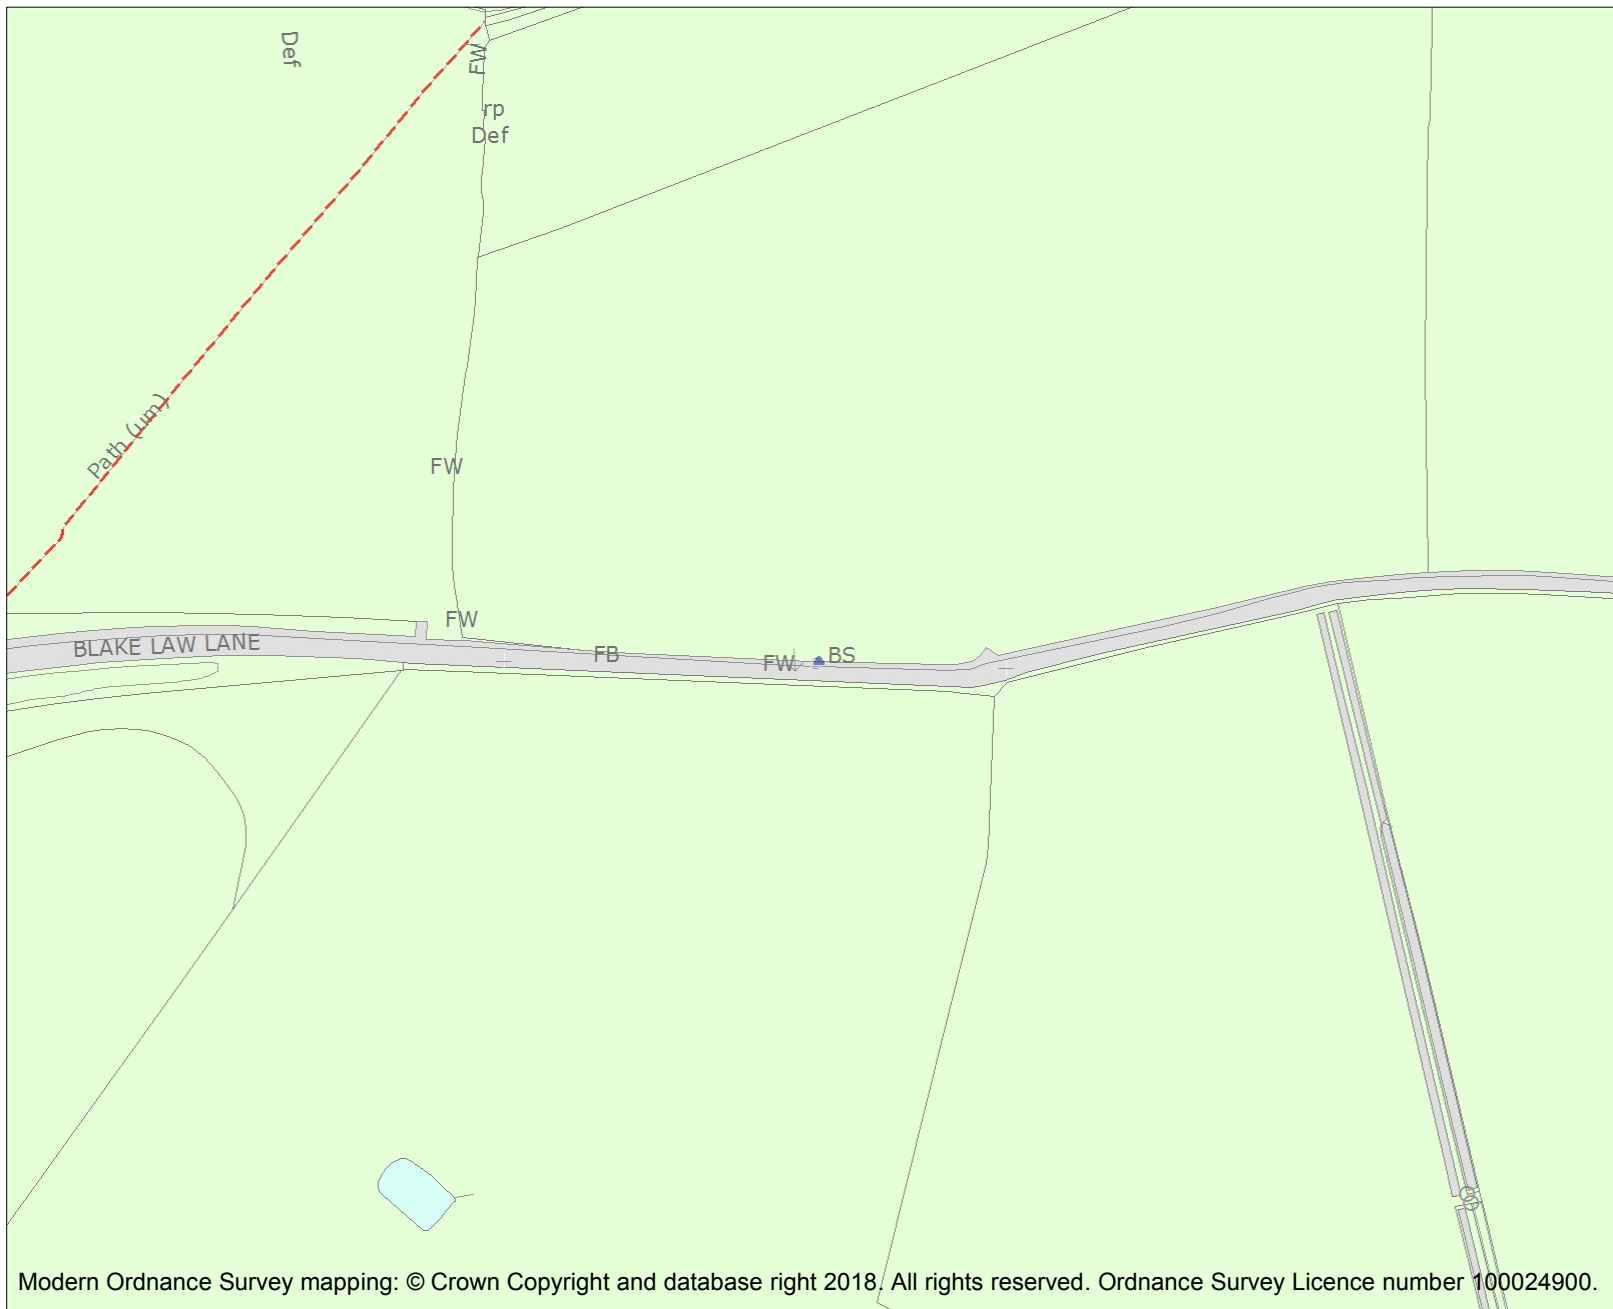 Def
FW
rp
Def
Path (um)
FW
FW
BLAKE LAW LANE
FB
FW
BS
Modern Ordnance Survey mapping: © Crown Copyright and database right 2018. All rights reserved. Ordnance Survey Licence number 100024900.